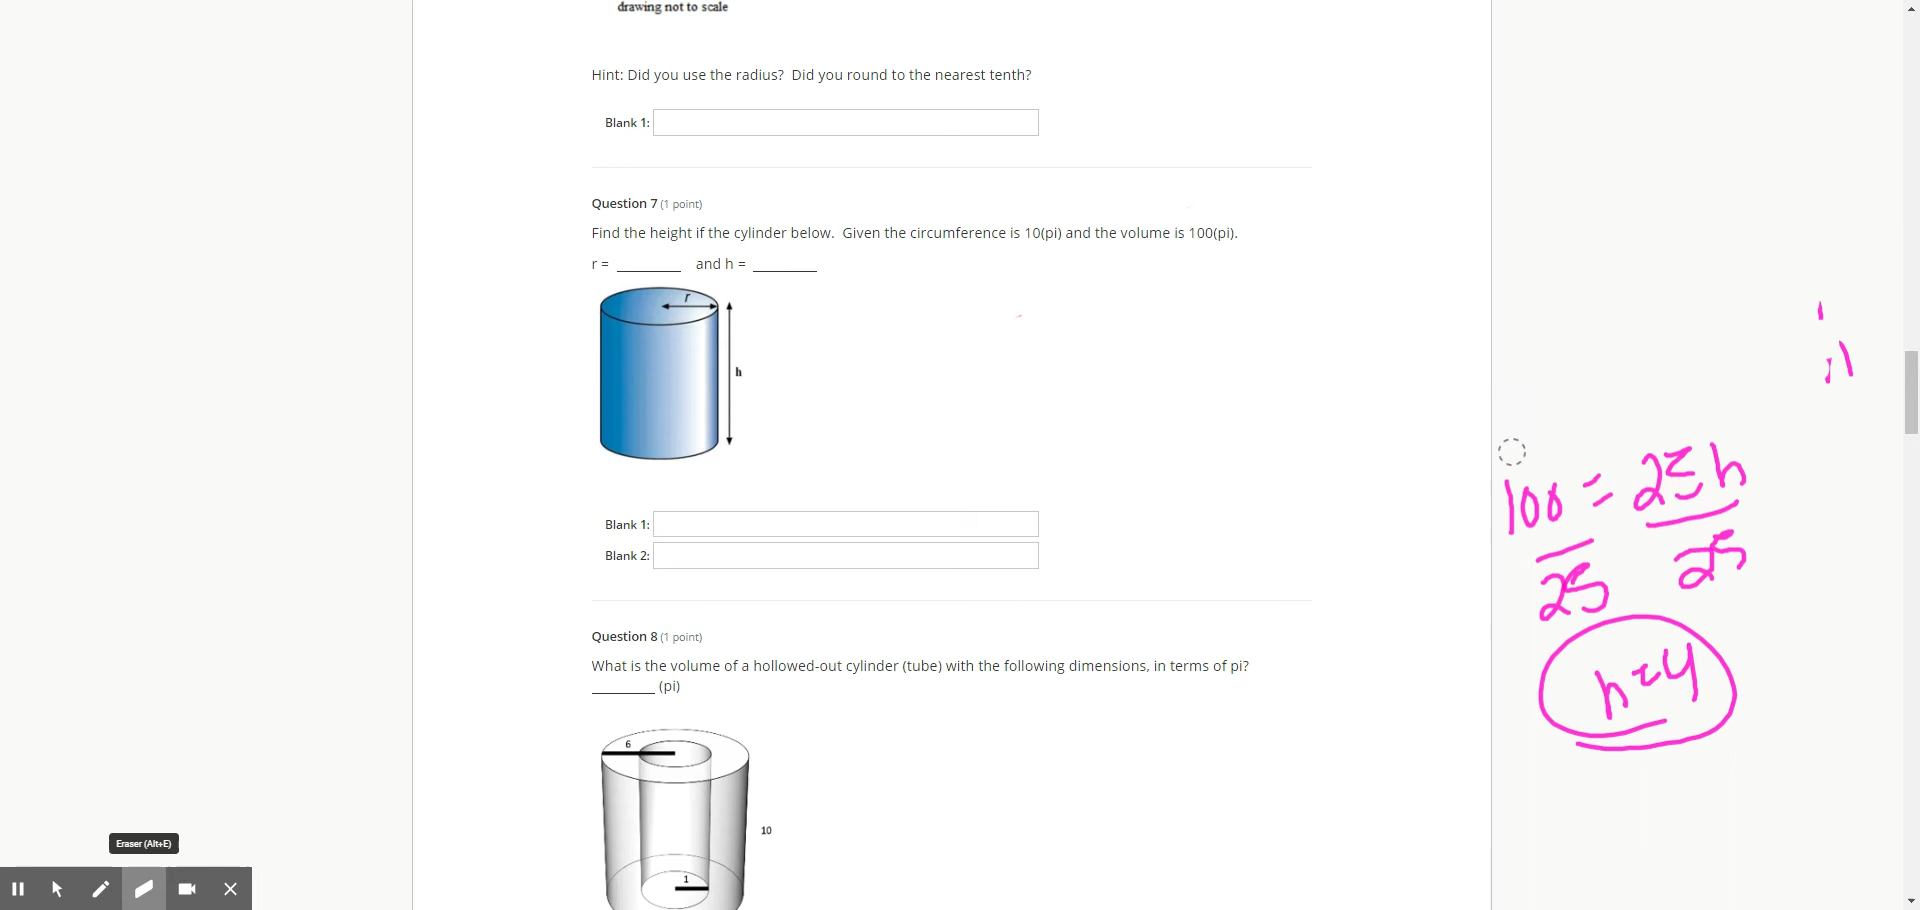 drawing not to scale
Hint: Did you use the radius? Did you round to the nearest tenth?
Blank 1:
Question 7 (1 point)
Find the height if the cylinder below. Given the circumference is 10(pi) and the volume is 100(pi).
r = ________ and h = ________
r
h
Blank 1:
Blank 2:
Question 8 (1 point)
What is the volume of a hollowed-out cylinder (tube) with the following dimensions, in terms of pi?
________ (pi)
6
10
1
100 = 25h
25 25
h=4
Eraser (Alt+E)